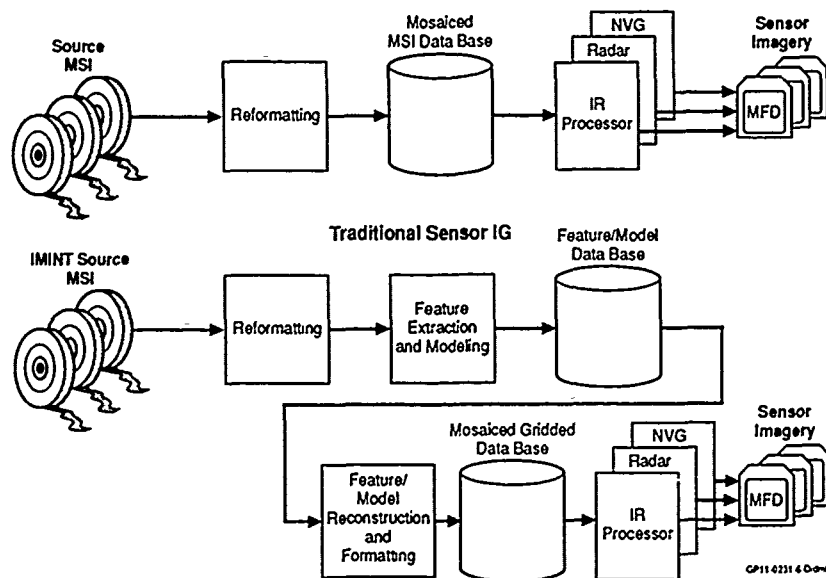 Source
MSI
Reformatting
Mosaiced
MSI Data Base
NVG
Radar
IR
Processor
Sensor
Imagery
MFD
Traditional Sensor IG
IMINT Source
MSI
Reformatting
Feature
Extraction
and Modeling
Feature/Model
Data Base
Feature/
Model
Reconstruction
and
Formatting
Mosaiced Gridded
Data Base
NVG
Radar
IR
Processor
Sensor
Imagery
MFD